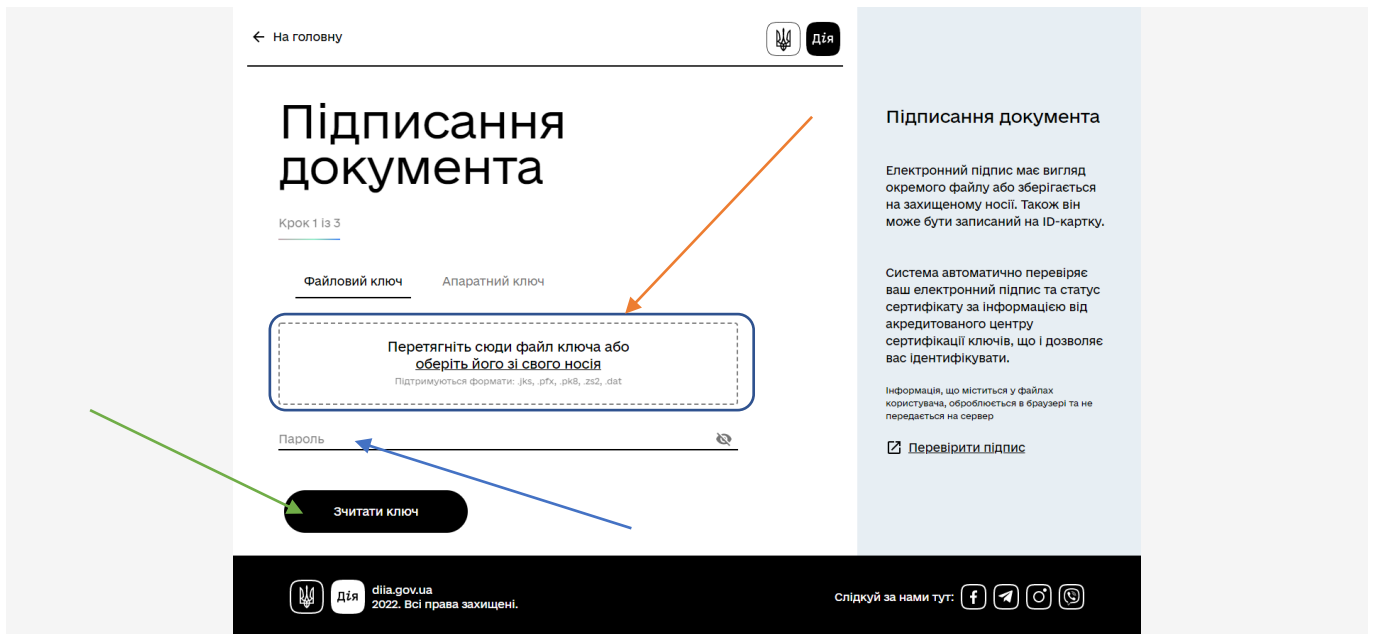 На головну
Дія
Підписання
документа
Крок 1 із 3
Файловий ключ
Апаратний ключ
Перетягніть сюди файл ключа або
оберіть його зі свого носія
Підтримуються формати: .jks, .pfx, .pk8, .zs2, .dat
Пароль
Зчитати ключ
Підписання документа
Електронний підпис має вигляд
окремого файлу або зберігається
на захищеному носії. Також він
може бути записаний на ID-картку.
Система автоматично перевіряє
ваш електронний підпис та статус
сертифікату за інформацією від
акредитованого центру
сертифікації ключів, що і дозволяє
вас ідентифікувати.
Інформація, що міститься у файлах
користувача, оброблюється в браузері та не
передається на сервер
Перевірити підпис
Дія
diia.gov.ua
2022. Всі права захищені.
Слідкуй за нами тут: